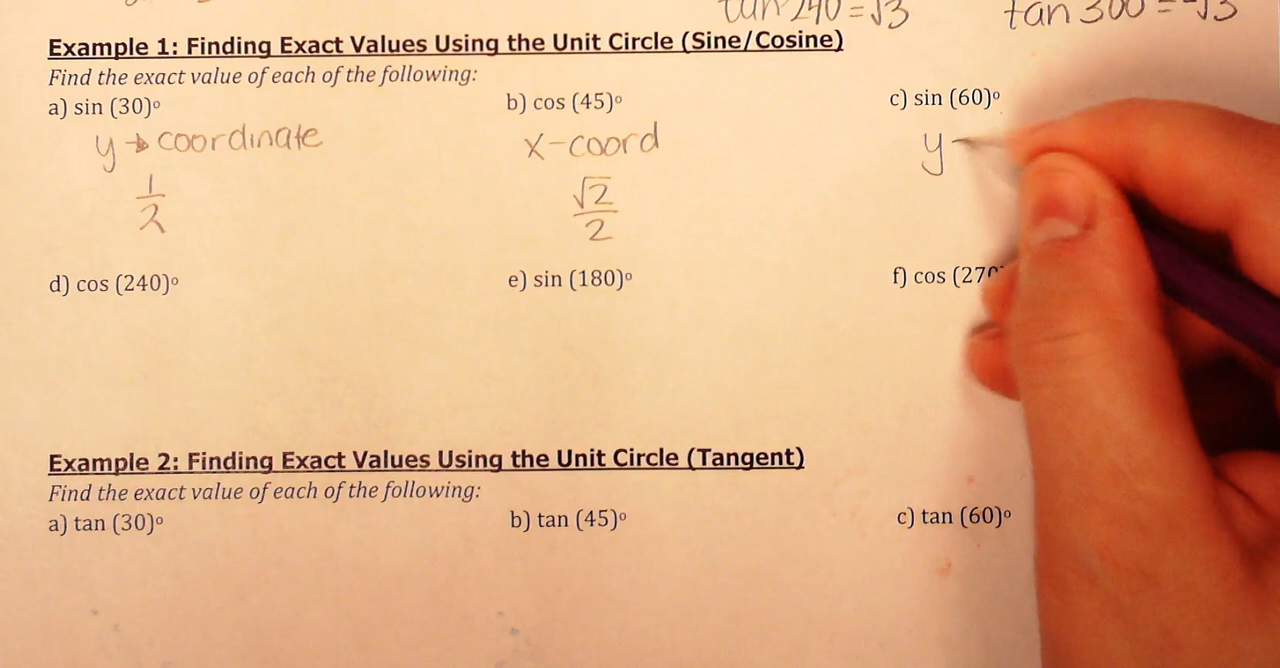 tan 240 = √3 tan 300 = -√3
Example 1: Finding Exact Values Using the Unit Circle (Sine/Cosine)
Find the exact value of each of the following:
a) sin (30)° b) cos (45)° c) sin (60)°
y → coordinate x-coord y-
1/2 √2/2
d) cos (240)° e) sin (180)° f) cos (270
Example 2: Finding Exact Values Using the Unit Circle (Tangent)
Find the exact value of each of the following:
a) tan (30)° b) tan (45)° c) tan (60)°